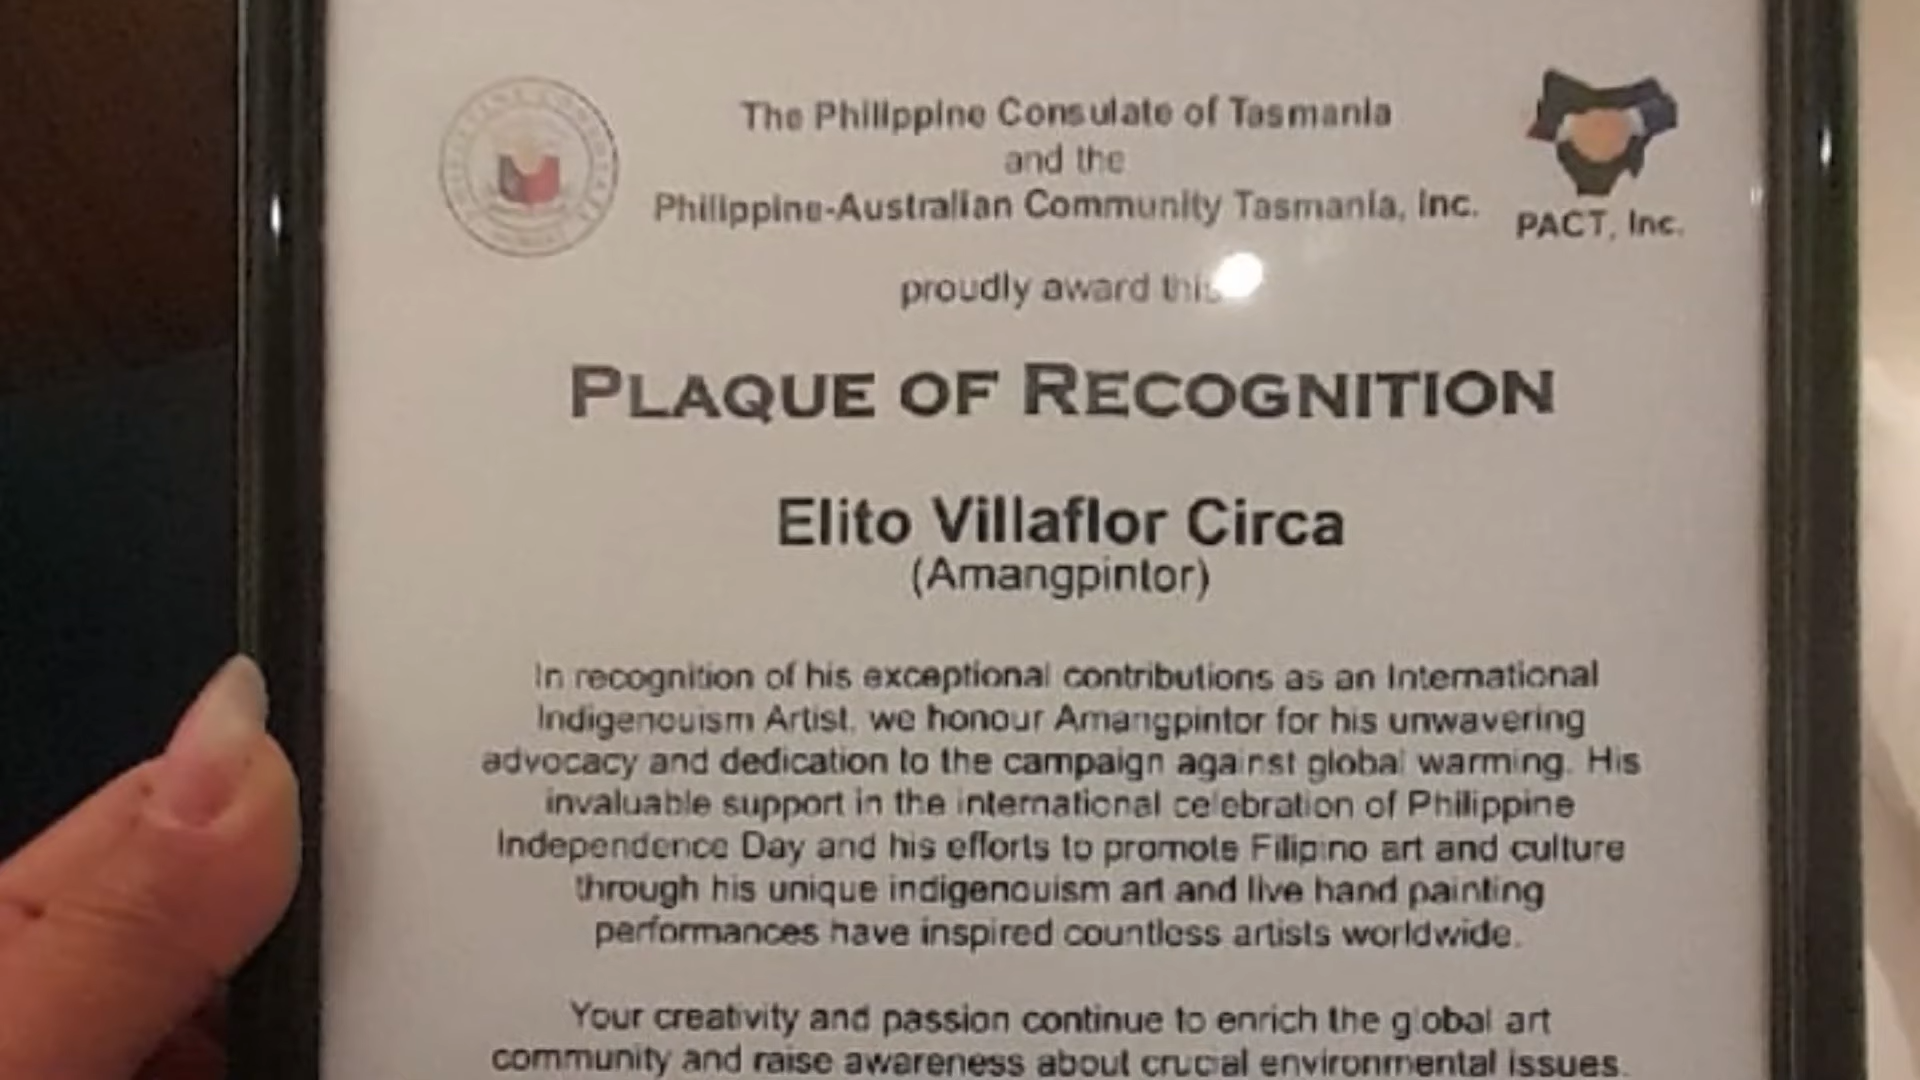 The Philippine Consulate of Tasmania
and the
Philippine-Australian Community Tasmania, Inc.
PACT, Inc.
proudly award this
PLAQUE OF RECOGNITION
Elito Villaflor Circa
(Amangpintor)
In recognition of his exceptional contributions as an International
Indigenouism Artist, we honour Amangpintor for his unwavering
advocacy and dedication to the campaign against global warming. His
invaluable support in the international celebration of Philippine
Independence Day and his efforts to promote Filipino art and culture
through his unique indigenouism art and live hand painting
performances have inspired countless artists worldwide.
Your creativity and passion continue to enrich the global art
community and raise awareness about crucial environmental issues.